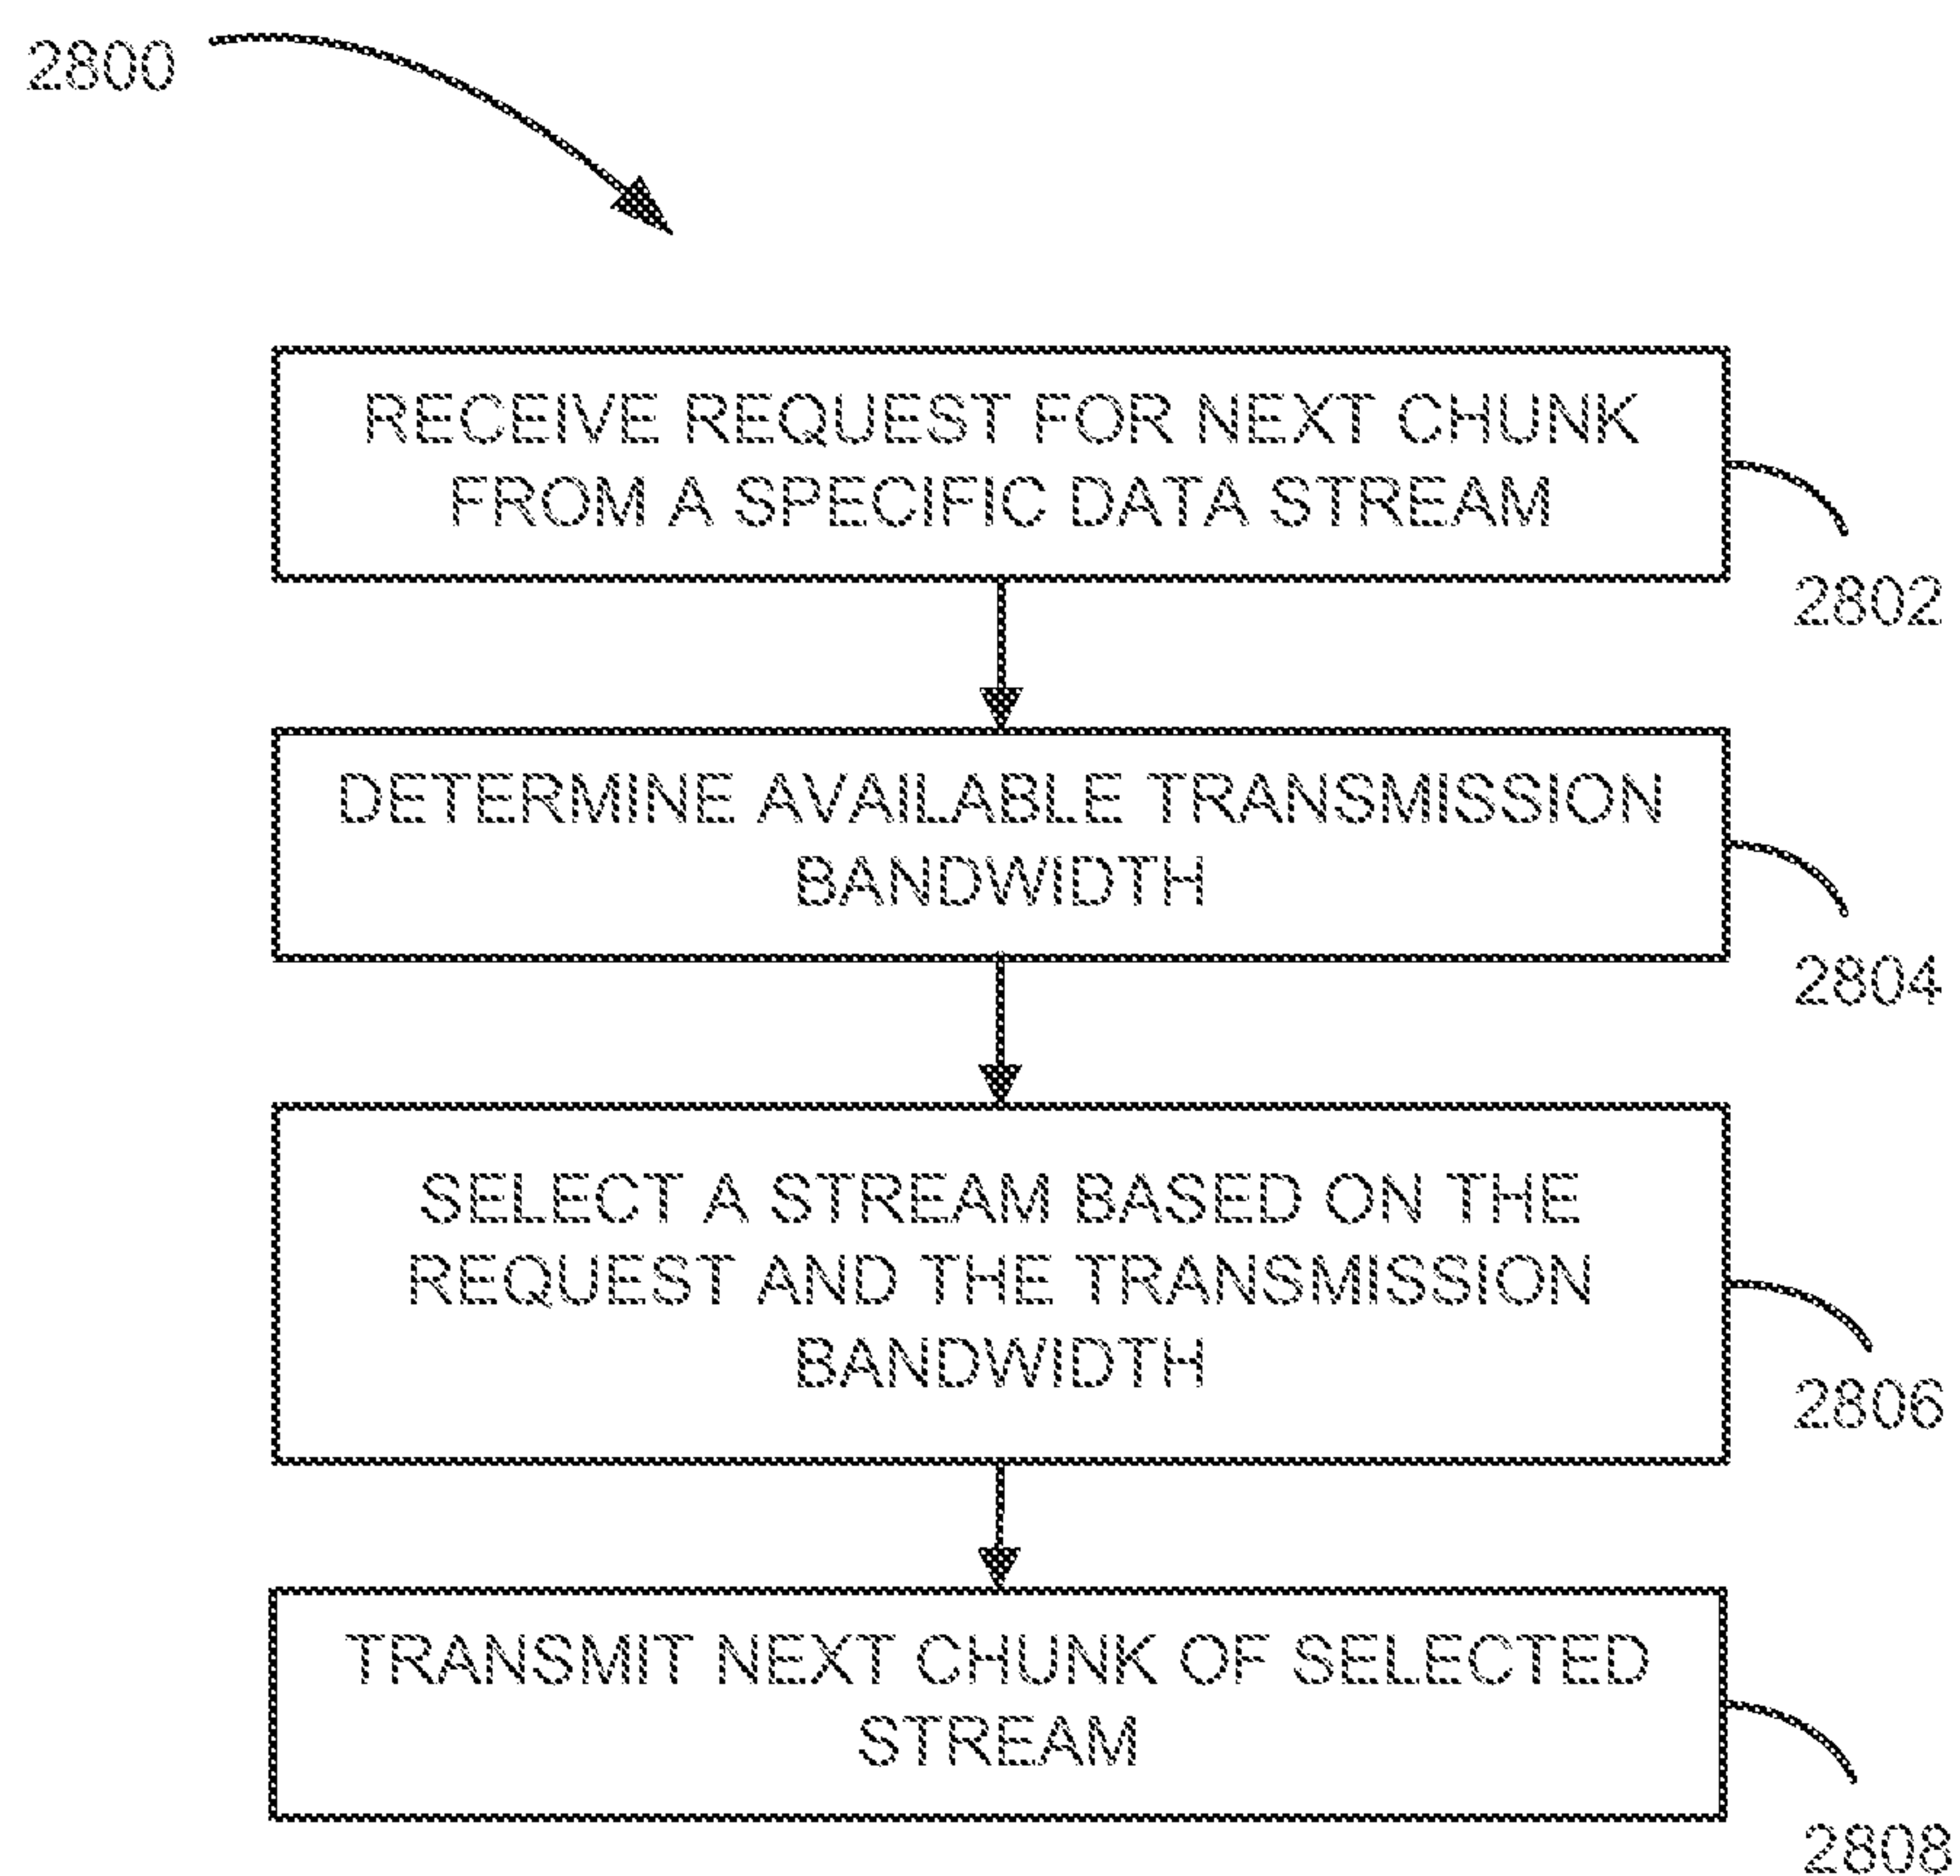 2800
RECEIVE REQUEST FOR NEXT CHUNK
FROM A SPECIFIC DATA STREAM
2802
DETERMINE AVAILABLE TRANSMISSION
BANDWIDTH
2804
SELECT A STREAM BASED ON THE
REQUEST AND THE TRANSMISSION
BANDWIDTH
2806
TRANSMIT NEXT CHUNK OF SELECTED
STREAM
2808